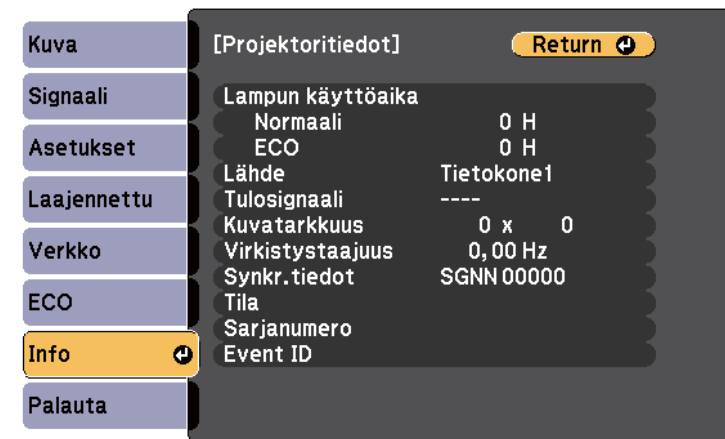 Kuva
Signaali
Asetukset
Laajennettu
Verkko
ECO
Info
Palauta
[Projektoritiedot] Return
Lampun käyttöaika
Normaali 0 H
ECO 0 H
Lähde Tietokone1
Tulosignaali ----
Kuvatarkkuus 0 x 0
Virkistystaajuus 0,00 Hz
Synkr.tiedot SGNN 00000
Tila
Sarjanumero
Event ID